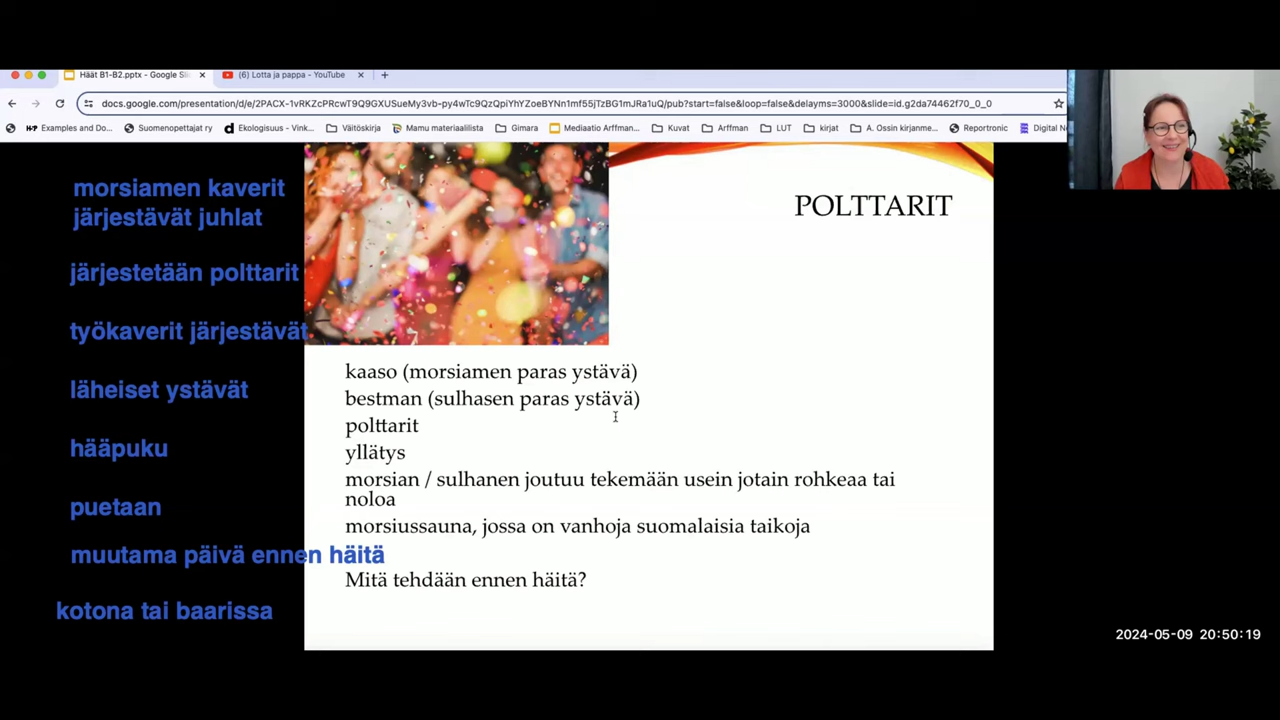 Häät B1-B2.pptx - Google Sli
(6) Lotta ja pappa - YouTube
docs.google.com/presentation/d/e/2PACX-1vRKZcPRcwT9Q9GXUSueMy3vb-py4wTc9QzQpiYhYZoeBYNn1mf55jTzBG1mJRa1uQ/pub?start=false&loop=false&delayms=3000&slide=id.g2da74462f70_0_0
Examples and Do...
Suomenopettajat ry
Ekologisuus - Vink...
Väitöskirja
Mamu materiaalilista
Gimara
Mediaatio Arffman...
Kuvat
Arffman
LUT
kirjat
A. Ossin kirjanme...
Reportronic
Digital Ne
POLTTARIT
morsiamen kaverit
järjestävät juhlat
järjestetään polttarit
työkaverit järjestävät
läheiset ystävät
hääpuku
puetaan
muutama päivä ennen häitä
kotona tai baarissa
kaaso (morsiamen paras ystävä)
bestman (sulhasen paras ystävä)
polttarit
yllätys
morsian / sulhanen joutuu tekemään usein jotain rohkeaa tai
noloa
morsiussauna, jossa on vanhoja suomalaisia taikoja
Mitä tehdään ennen häitä?
2024-05-09 20:50:19